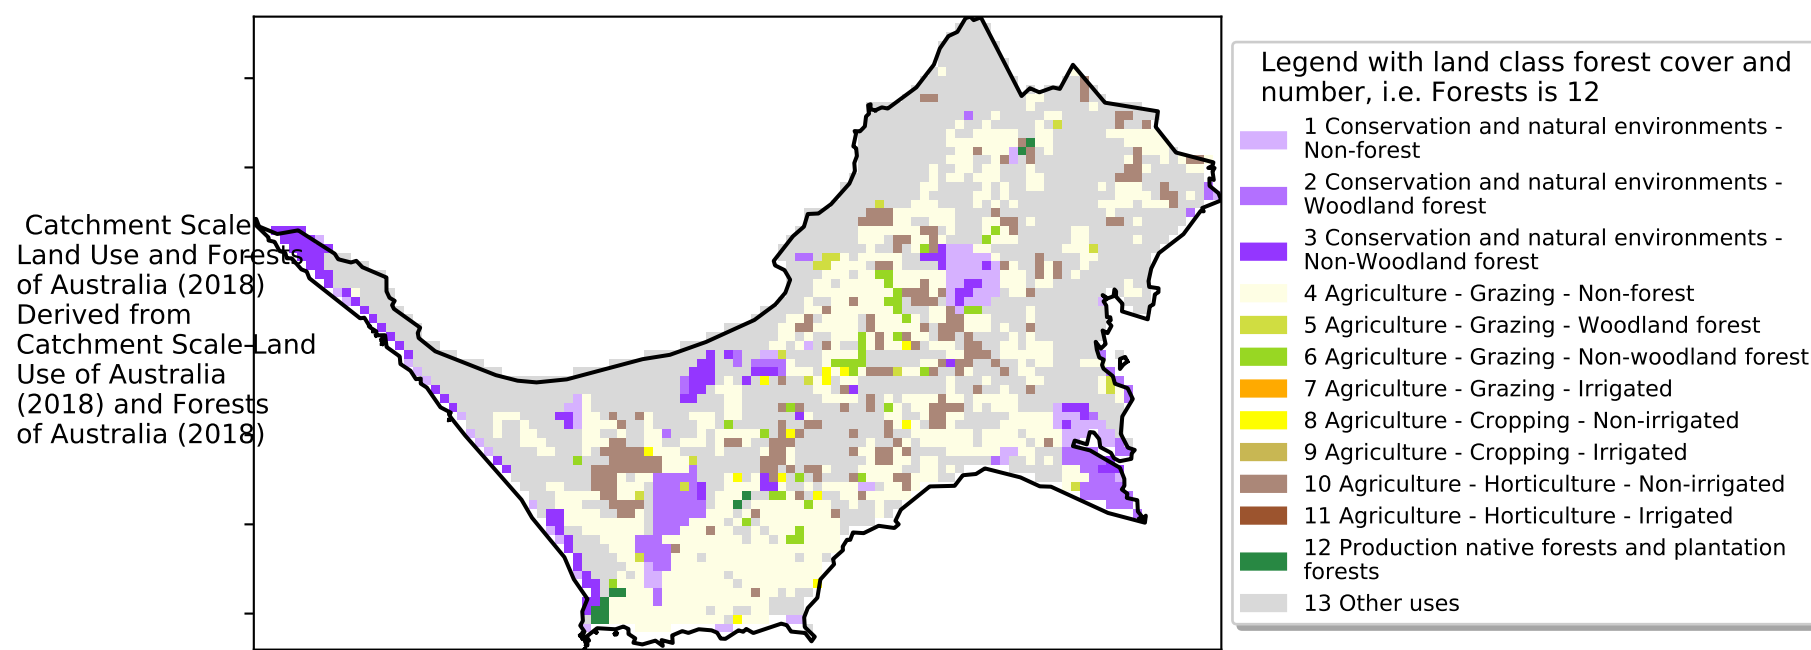 Catchment Scale
Land Use and Forests
of Australia (2018)
Derived from
Catchment Scale Land
Use of Australia
(2018) and Forests
of Australia (2018)
Legend with land class forest cover and
number, i.e. Forests is 12
1 Conservation and natural environments -
Non-forest
2 Conservation and natural environments -
Woodland forest
3 Conservation and natural environments -
Non-Woodland forest
4 Agriculture - Grazing - Non-forest
5 Agriculture - Grazing - Woodland forest
6 Agriculture - Grazing - Non-woodland forest
7 Agriculture - Grazing - Irrigated
8 Agriculture - Cropping - Non-irrigated
9 Agriculture - Cropping - Irrigated
10 Agriculture - Horticulture - Non-irrigated
11 Agriculture - Horticulture - Irrigated
12 Production native forests and plantation
forests
13 Other uses